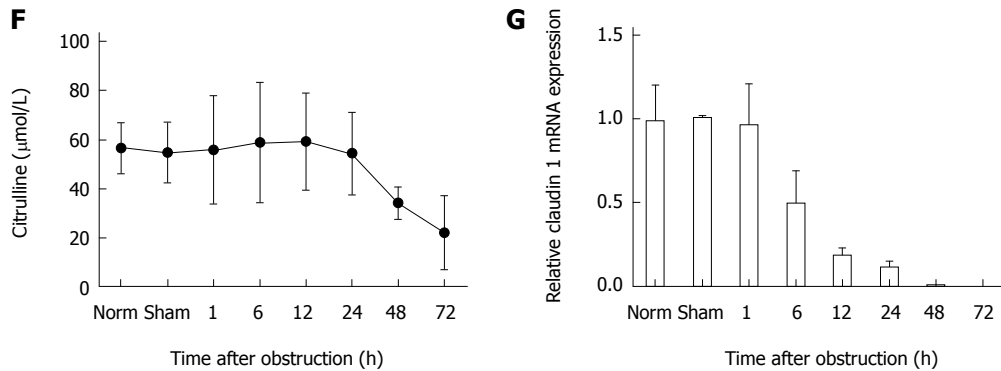 F
Citrulline (μmol/L)
100
80
60
40
20
0
Norm Sham 1 6 12 24 48 72
Time after obstruction (h)
G
Relative claudin 1 mRNA expression
1.5
1.0
0.5
0.0
Norm Sham 1 6 12 24 48 72
Time after obstruction (h)